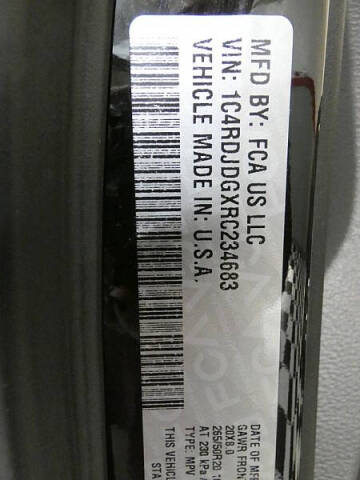 MFD BY: FCA US LLC
VIN: 1C4RDJDGXRC234683
VEHICLE MADE IN: U.S.A.
DATE OF
GAWR FRONT
20X8.0
265/50R20
AT 230 kPa
TYPE: MPV
THIS VEHICLE
STA